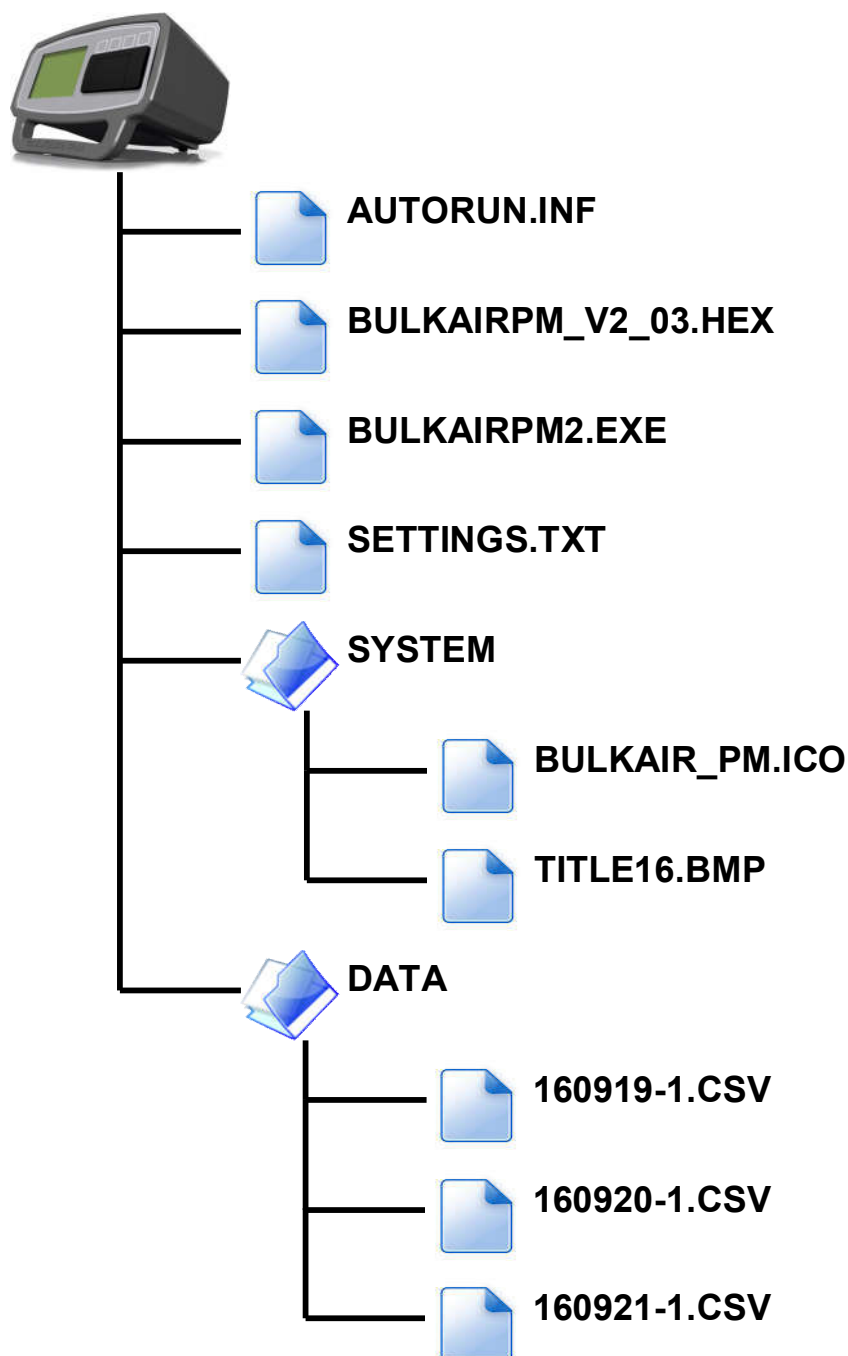 AUTORUN.INF
BULKAIRPM_V2_03.HEX
BULKAIRPM2.EXE
SETTINGS.TXT
SYSTEM
BULKAIR_PM.ICO
TITLE16.BMP
DATA
160919-1.CSV
160920-1.CSV
160921-1.CSV